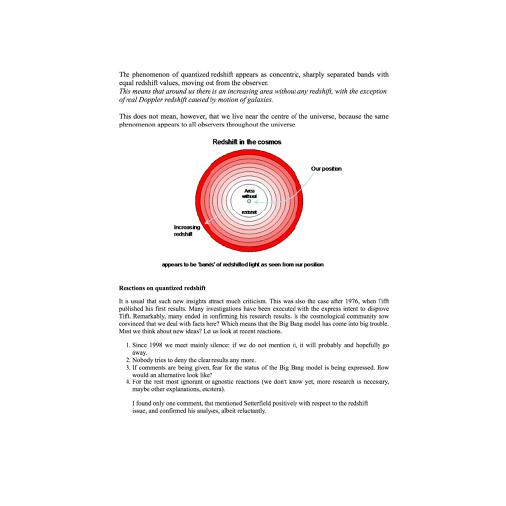 The phenomenon of quantized redshift appears as concentric, sharply separated bands with
equal redshift values, moving out from the observer.
This means that around us there is an increasing area without any redshift, with the exception
of real Doppler redshift caused by motion of galaxies.
This does not mean, however, that we live near the centre of the universe, because the same
phenomenon appears to all observers throughout the universe.
Redshift in the cosmos
Our position
Area
without
redshift
Increasing
redshift
appears to be 'bands' of redshifted light as seen from our position
Reactions on quantized redshift
It is usual that such new insights attract much criticism. This was also the case after 1976, when Tifft
published his first results. Many investigations have been executed with the express intent to disprove
Tifft. Remarkably, many ended in confirming his research results. Is the cosmological community now
convinced that we deal with facts here? Which means that the Big Bang model has come into big trouble.
Must we think about new ideas? Let us look at recent reactions.
1. Since 1998 we meet mainly silence: if we do not mention it, it will probably and hopefully go
away.
2. Nobody tries to deny the clear results any more.
3. If comments are being given, fear for the status of the Big Bang model is being expressed. How
would an alternative look like?
4. For the rest most ignorant or agnostic reactions (we don't know yet, more research is necessary,
maybe other explanations, etcetera).
I found only one comment, that mentioned Setterfield positively with respect to the redshift
issue, and confirmed his analyses, albeit reluctantly.